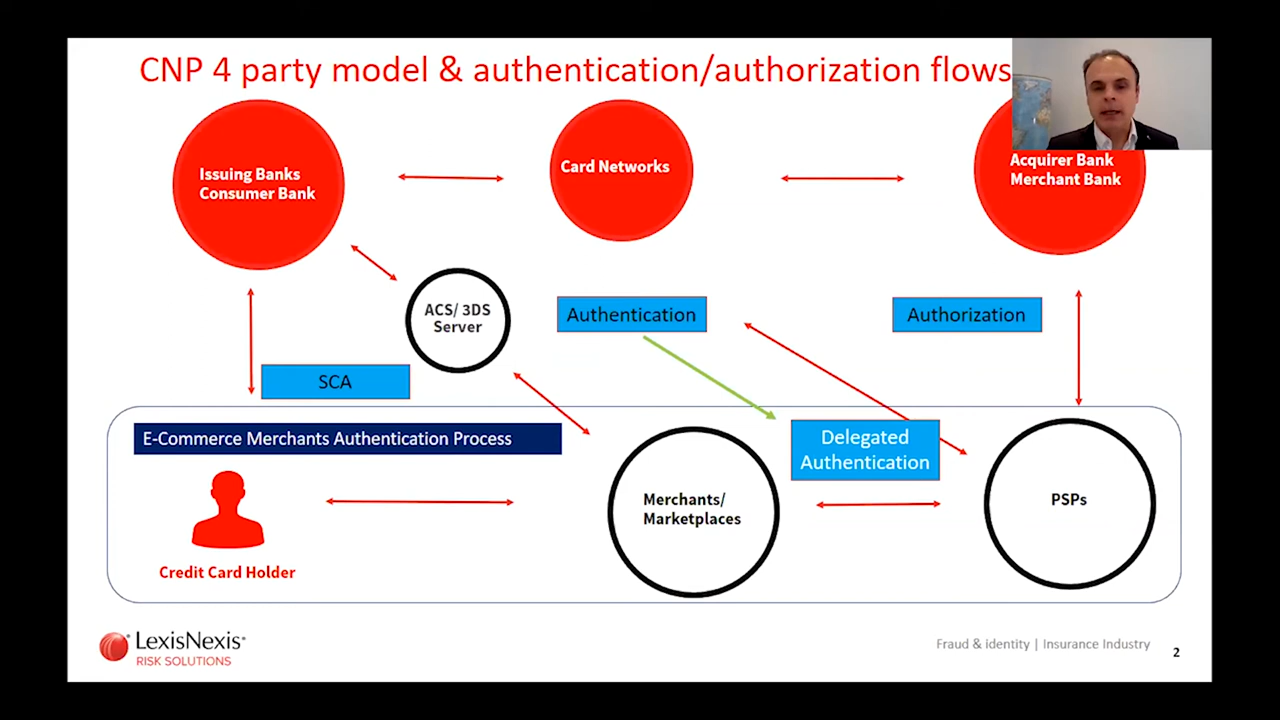 CNP 4 party model & authentication/authorization flows
Issuing Banks
Consumer Bank
Card Networks
Acquirer Bank
Merchant Bank
ACS/ 3DS
Server
Authentication
Authorization
SCA
E-Commerce Merchants Authentication Process
Delegated
Authentication
Merchants/
Marketplaces
PSPs
Credit Card Holder
LexisNexis®
RISK SOLUTIONS
Fraud & identity | Insurance Industry
2